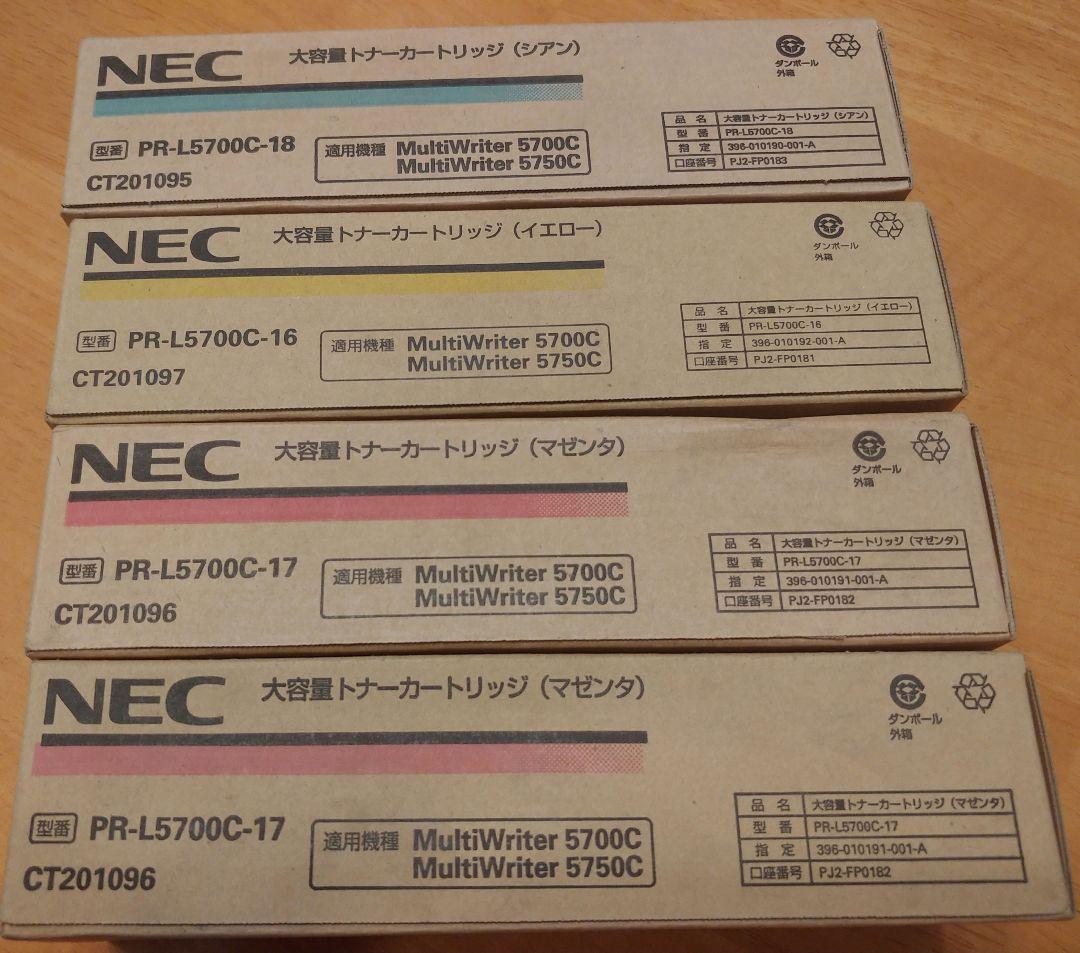 NEC
大容量トナーカートリッジ（シアン）
ダンボール
外箱
型番 PR-L5700C-18
CT201095
適用機種 MultiWriter 5700C
MultiWriter 5750C
品 名 大容量トナーカートリッジ（シアン）
型 番 PR-L5700C-18
指 定 396-010190-001-A
口座番号 PJ2-FP0183
NEC
大容量トナーカートリッジ（イエロー）
ダンボール
外箱
型番 PR-L5700C-16
CT201097
適用機種 MultiWriter 5700C
MultiWriter 5750C
品 名 大容量トナーカートリッジ（イエロー）
型 番 PR-L5700C-16
指 定 396-010192-001-A
口座番号 PJ2-FP0181
NEC
大容量トナーカートリッジ（マゼンタ）
ダンボール
外箱
型番 PR-L5700C-17
CT201096
適用機種 MultiWriter 5700C
MultiWriter 5750C
品 名 大容量トナーカートリッジ（マゼンタ）
型 番 PR-L5700C-17
指 定 396-010191-001-A
口座番号 PJ2-FP0182
NEC
大容量トナーカートリッジ（マゼンタ）
ダンボール
外箱
型番 PR-L5700C-17
CT201096
適用機種 MultiWriter 5700C
MultiWriter 5750C
品 名 大容量トナーカートリッジ（マゼンタ）
型 番 PR-L5700C-17
指 定 396-010191-001-A
口座番号 PJ2-FP0182